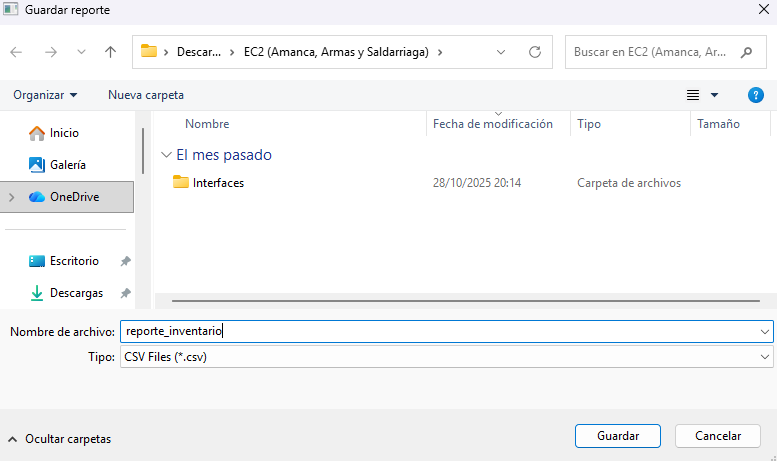 Guardar reporte
Descar... EC2 (Amanca, Armas y Saldarriaga)
Buscar en EC2 (Amanca, Ar...
Organizar
Nueva carpeta
?
Inicio
Galería
OneDrive
Escritorio
Descargas
Nombre Fecha de modificación Tipo Tamaño
El mes pasado
Interfaces 28/10/2025 20:14 Carpeta de archivos
Nombre de archivo: reporte_inventario
Tipo: CSV Files (*.csv)
Ocultar carpetas
Guardar
Cancelar